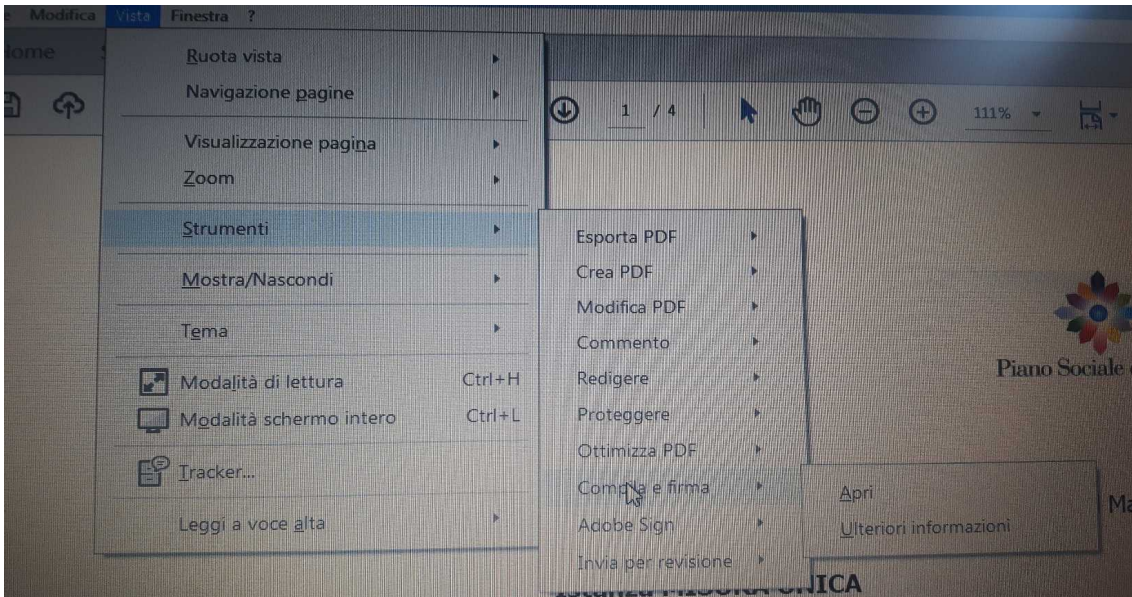 Modifica Vista Finestra ?
Home
1 / 4 111%
Ruota vista
Navigazione pagine
Visualizzazione pagina
Zoom
Strumenti
Mostra/Nascondi
Tema
Modalità di lettura Ctrl+H
Modalità schermo intero Ctrl+L
Tracker...
Leggi a voce alta
Esporta PDF
Crea PDF
Modifica PDF
Commento
Redigere
Proteggere
Ottimizza PDF
Compila e firma
Adobe Sign
Invia per revisione
Apri
Ulteriori informazioni
Piano Sociale
Ma